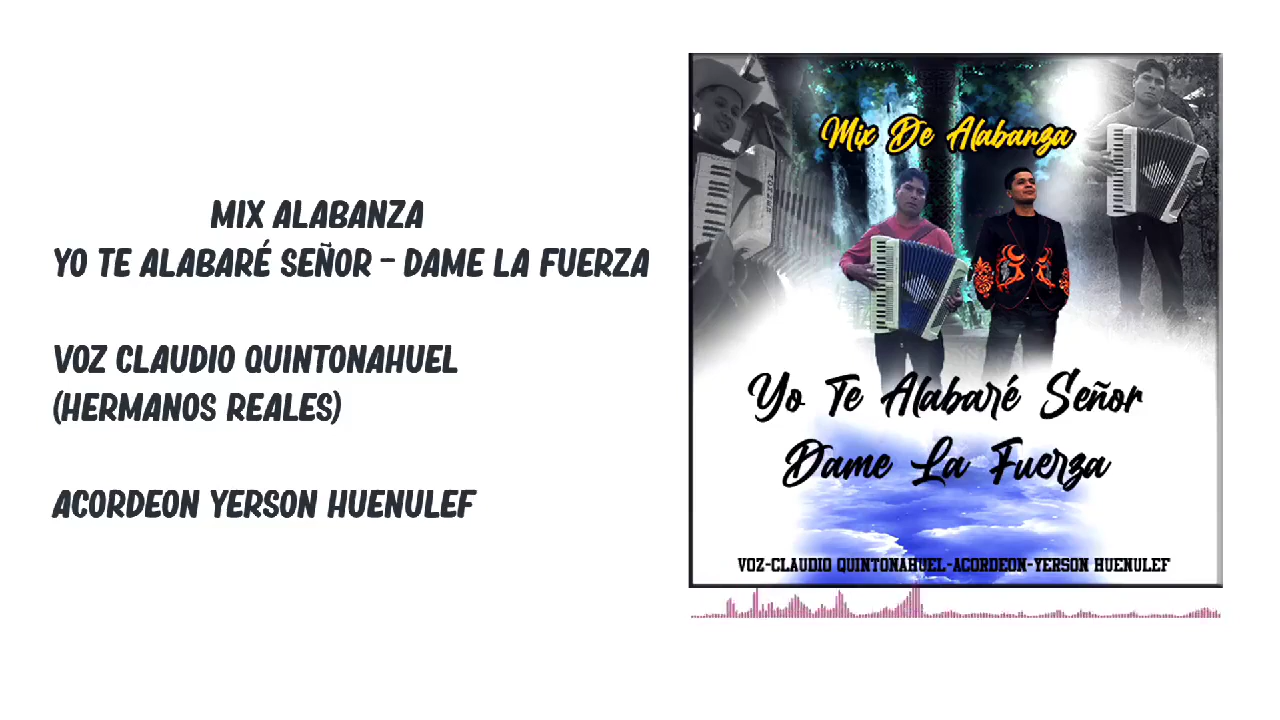 MIX ALABANZA
YO TE ALABARÉ SEÑOR - DAME LA FUERZA
VOZ CLAUDIO QUINTONAHUEL
(HERMANOS REALES)
ACORDEON YERSON HUENULEF
Mix De Alabanza
Yo Te Alabaré Señor
Dame La Fuerza
VOZ-CLAUDIO QUINTONAHUEL-ACORDEON-YERSON HUENULEF